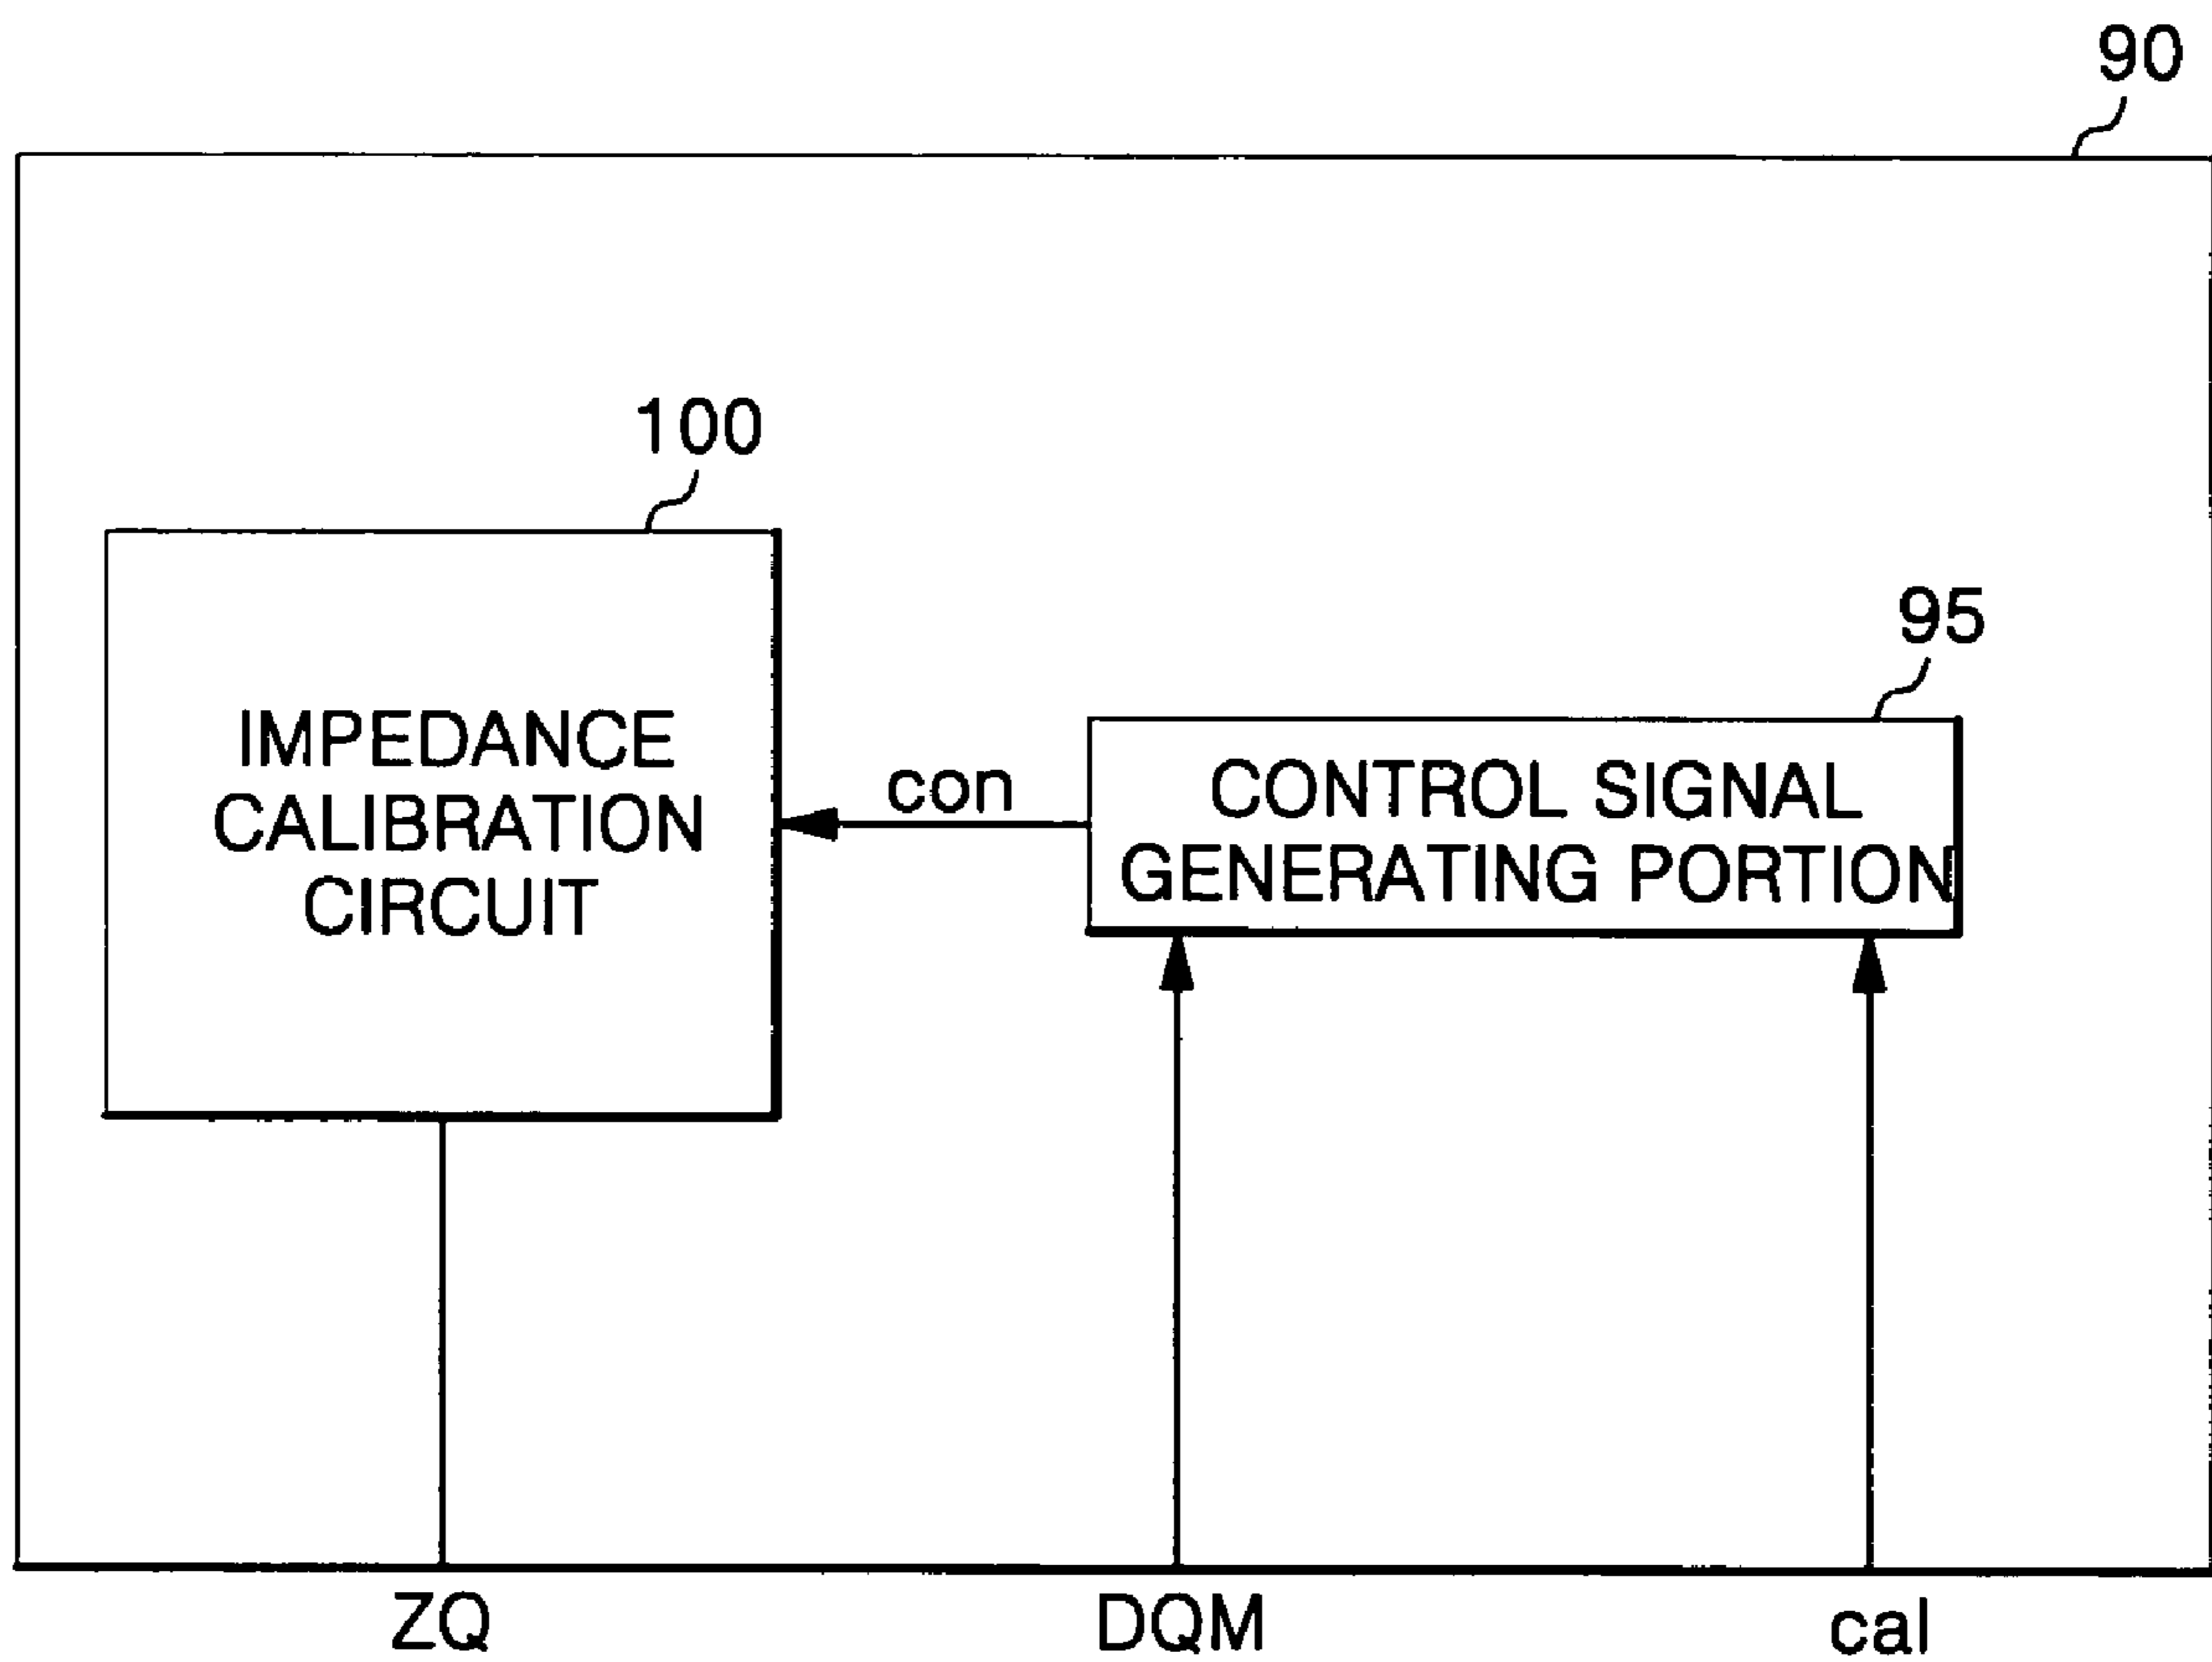 90
100
95
IMPEDANCE
CALIBRATION
CIRCUIT
con
CONTROL SIGNAL
GENERATING PORTION
ZQ
DQM
cal